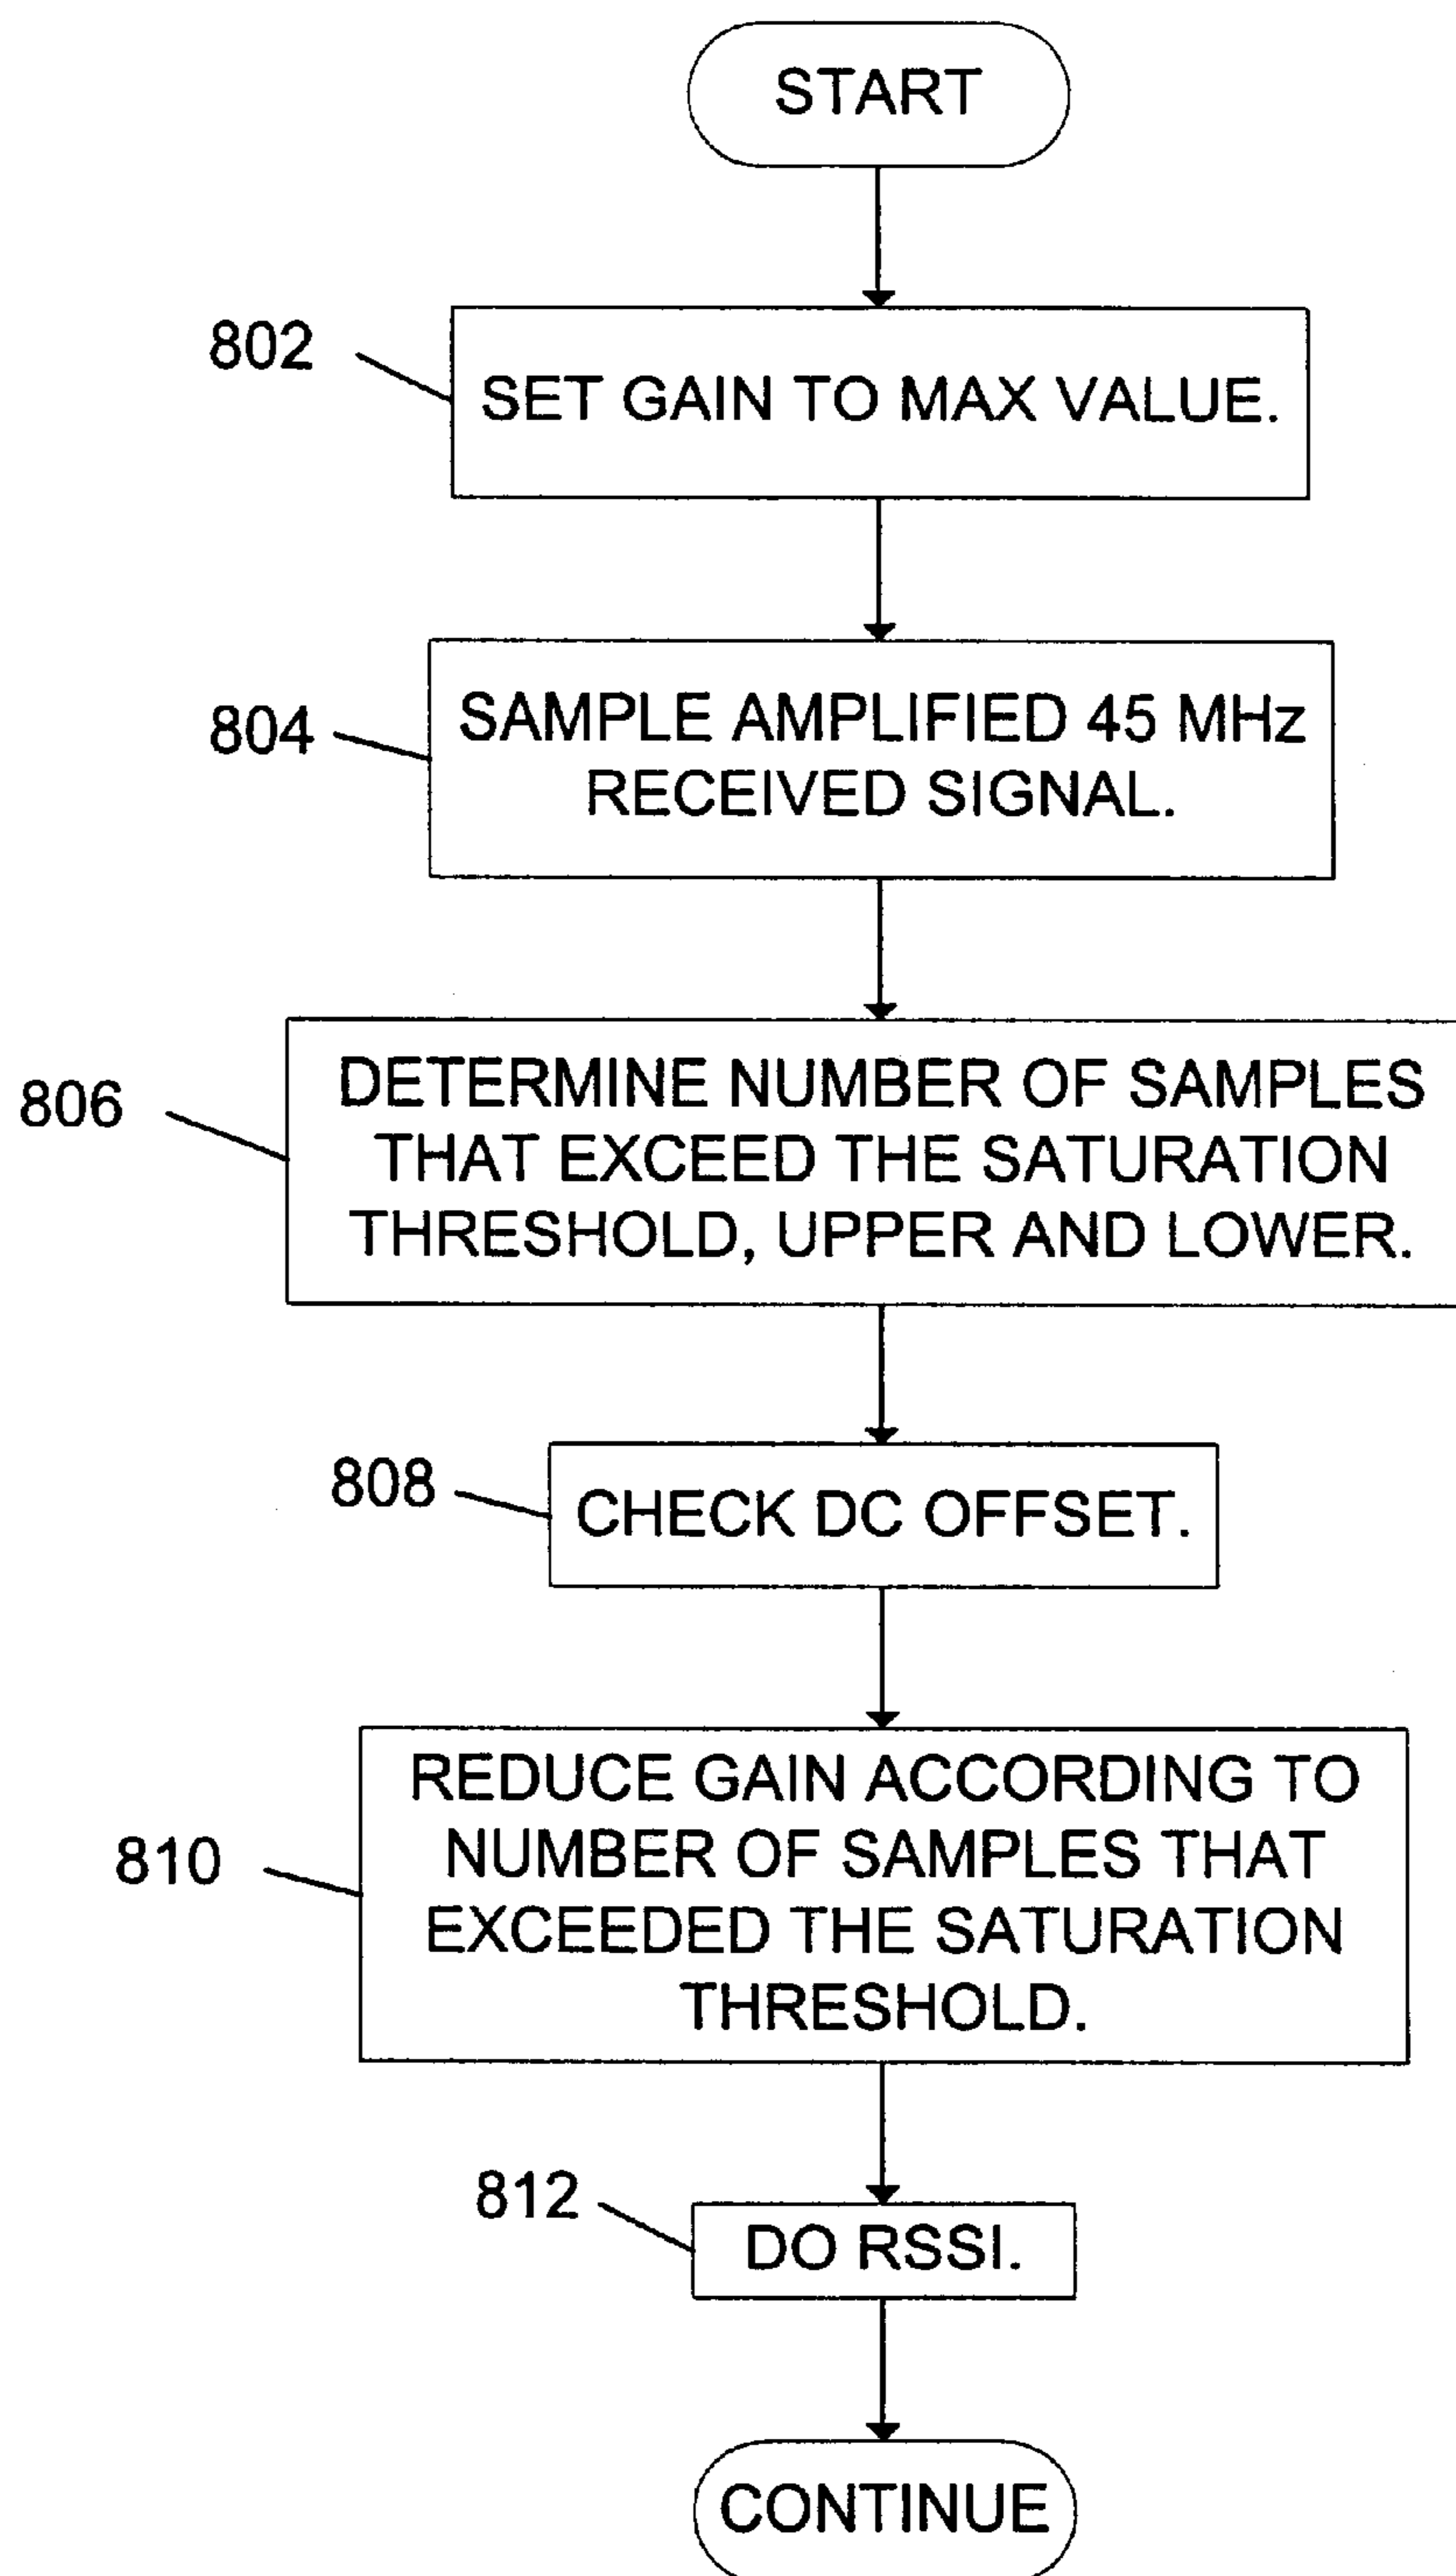 START
802
SET GAIN TO MAX VALUE.
804
SAMPLE AMPLIFIED 45 MHz
RECEIVED SIGNAL.
806
DETERMINE NUMBER OF SAMPLES
THAT EXCEED THE SATURATION
THRESHOLD, UPPER AND LOWER.
808
CHECK DC OFFSET.
810
REDUCE GAIN ACCORDING TO
NUMBER OF SAMPLES THAT
EXCEEDED THE SATURATION
THRESHOLD.
812
DO RSSI.
CONTINUE